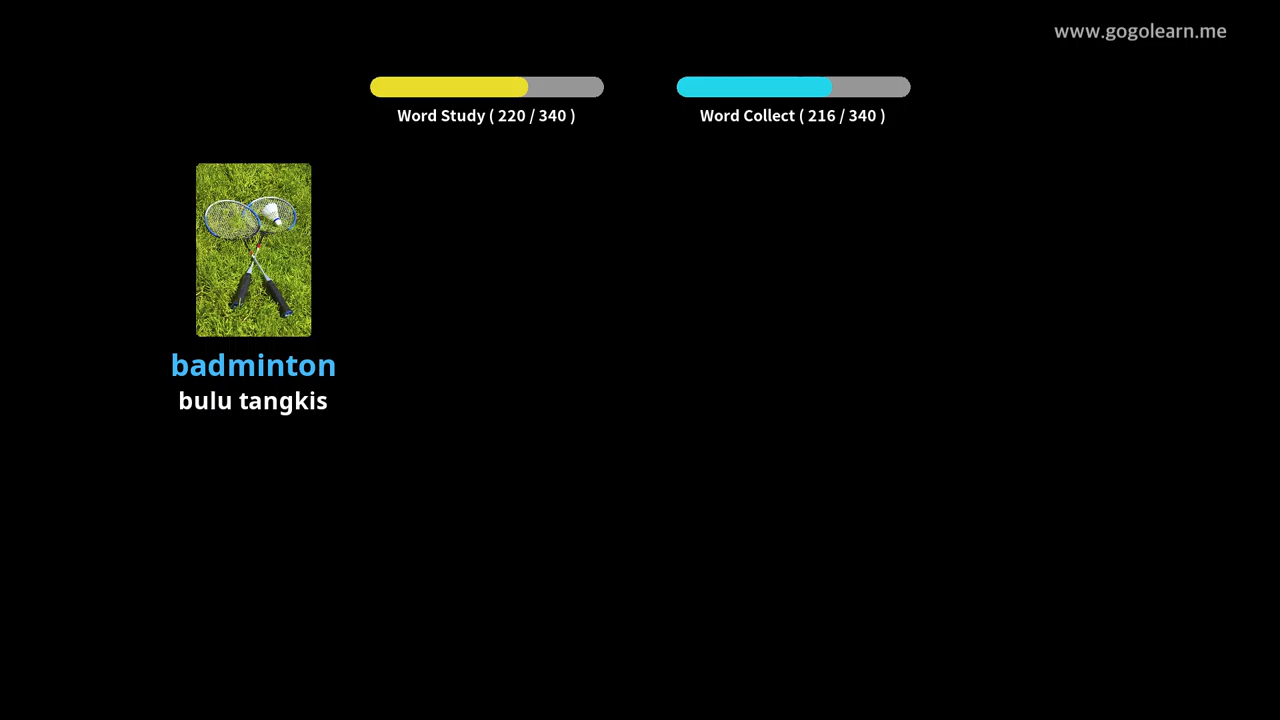 www.gogolearn.me
Word Study ( 220 / 340 )
Word Collect ( 216 / 340 )
badminton
bulu tangkis